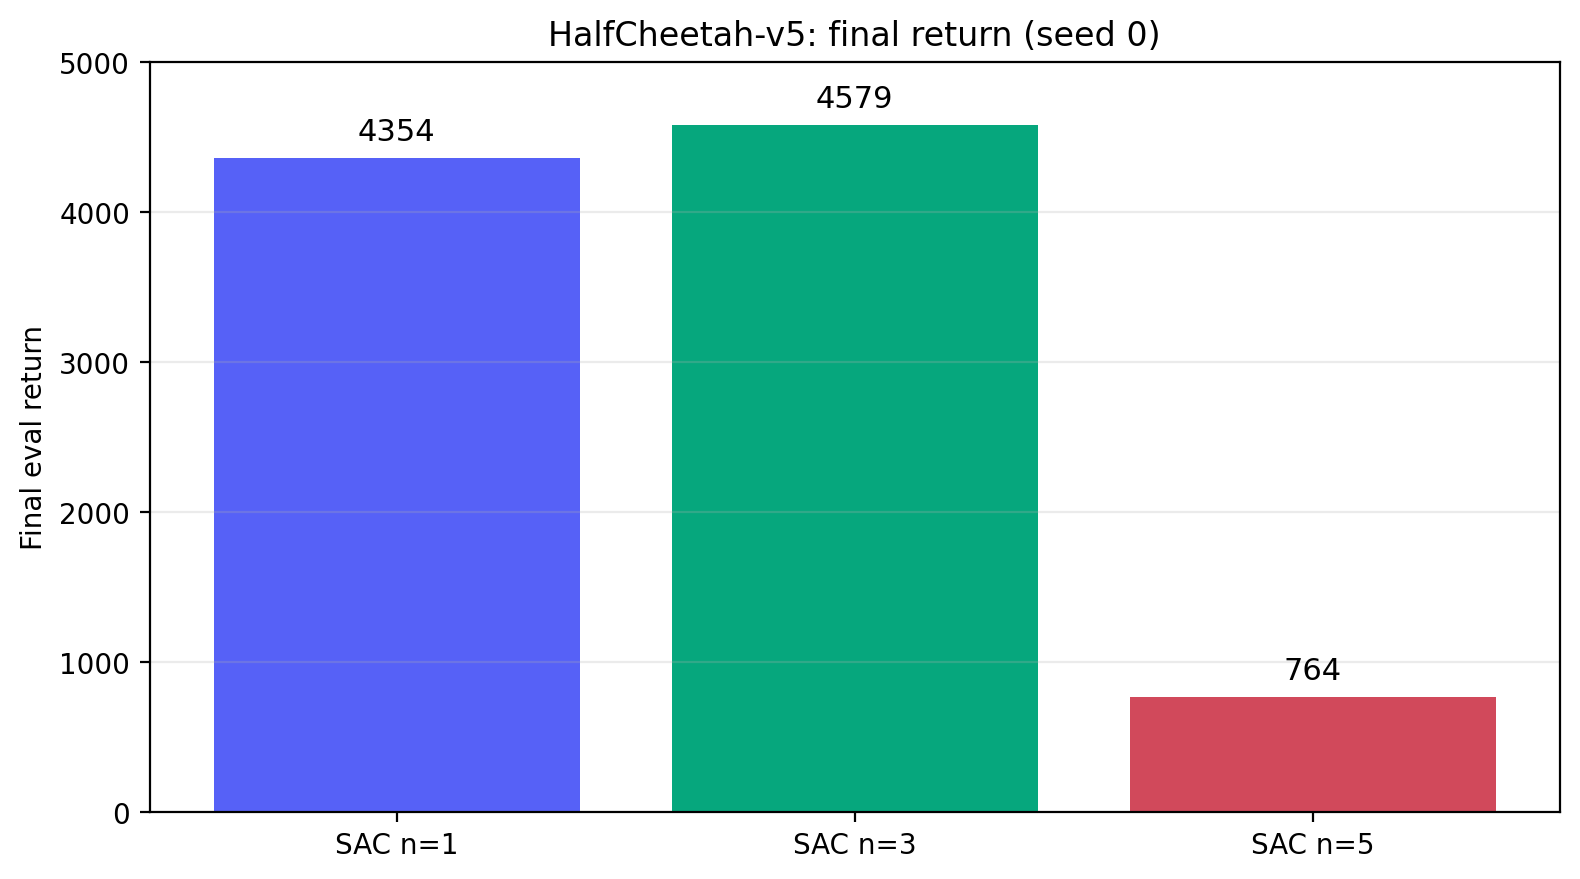 HalfCheetah-v5: final return (seed 0)
5000
4000
3000
2000
1000
0
Final eval return
4354
4579
764
SAC n=1
SAC n=3
SAC n=5